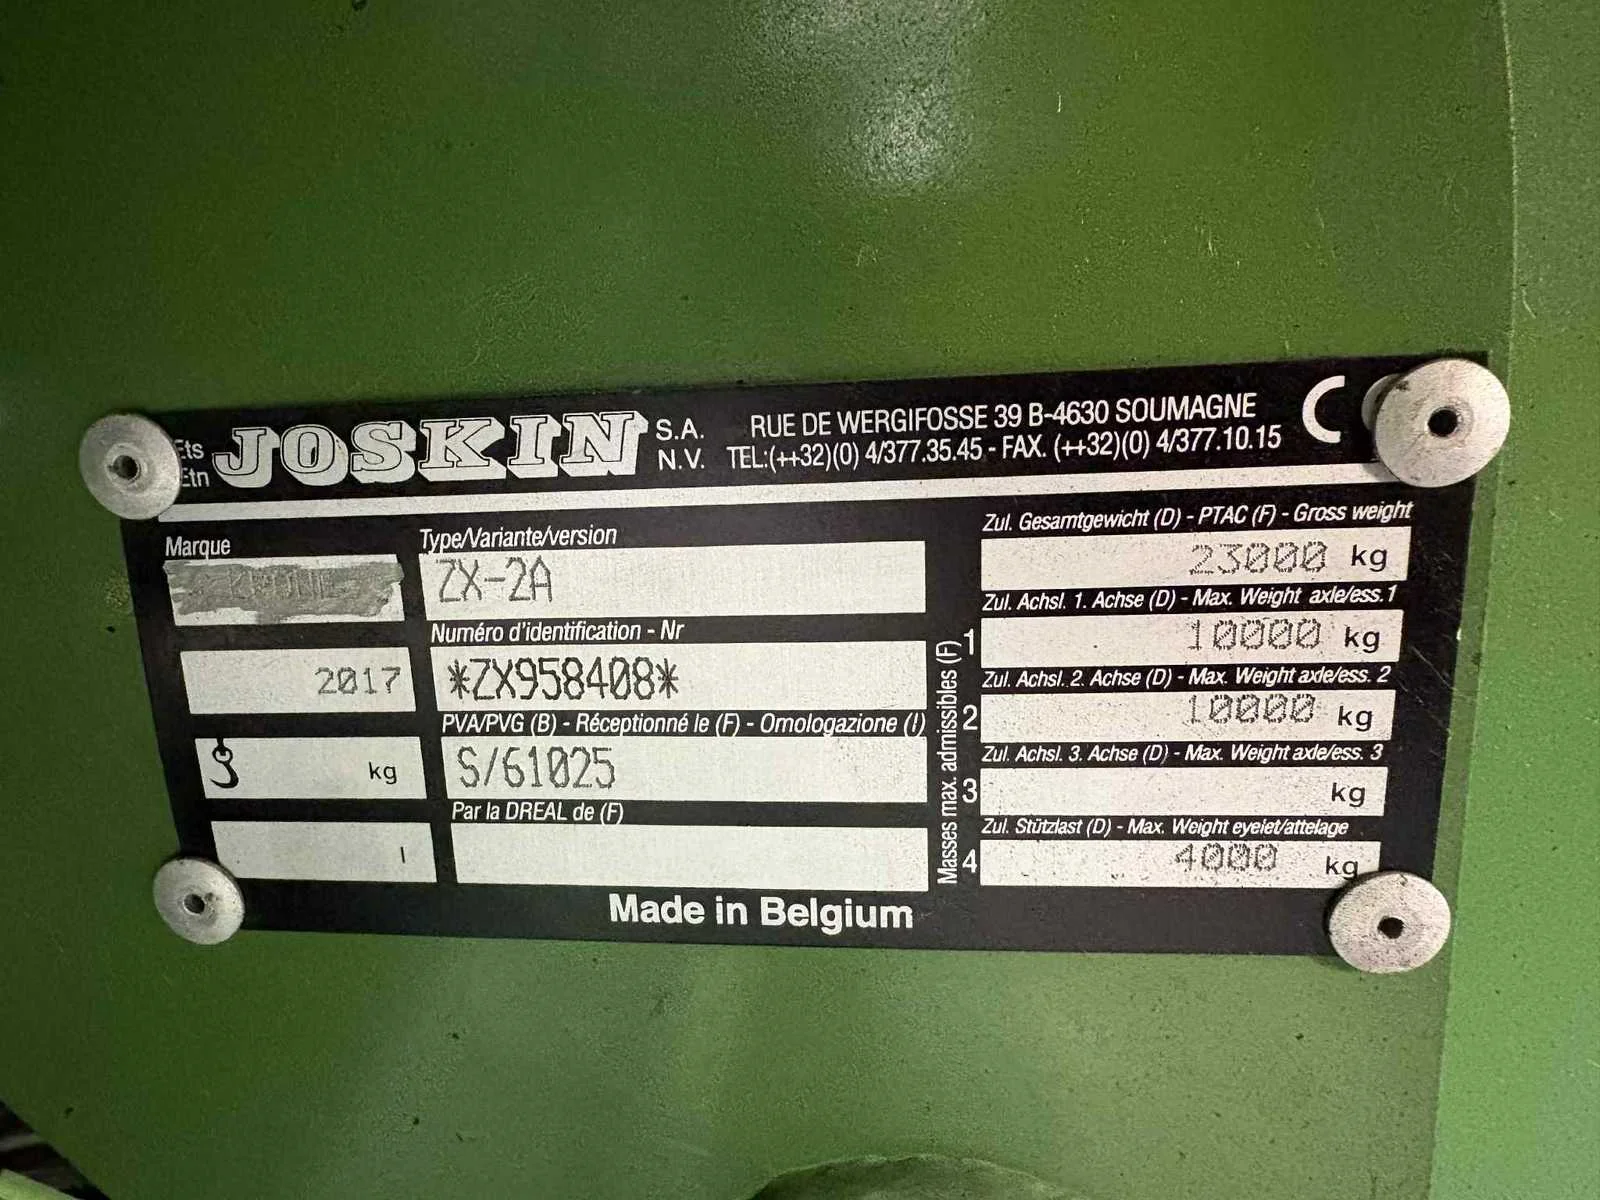 Ets
Etn
JOSKIN S.A.
N.V.
RUE DE WERGIFOSSE 39 B-4630 SOUMAGNE
TEL:(++32)(0) 4/377.35.45 - FAX. (++32)(0) 4/377.10.15
C
Marque
KRONE
2017
kg
l
Type/Variante/version
ZX-2A
Numéro d'identification - Nr
*ZX958408*
PVA/PVG (B) - Réceptionné le (F) - Omologazione (I)
S/61025
Par la DREAL de (F)
Masses max. admissibles (F)
Zul. Gesamtgewicht (D) - PTAC (F) - Gross weight
23000 kg
Zul. Achsl. 1. Achse (D) - Max. Weight axle/ess.1
1 10000 kg
Zul. Achsl. 2. Achse (D) - Max. Weight axle/ess. 2
2 10000 kg
Zul. Achsl. 3. Achse (D) - Max. Weight axle/ess. 3
3 kg
Zul. Stützlast (D) - Max. Weight eyelet/attelage
4 4000 kg
Made in Belgium